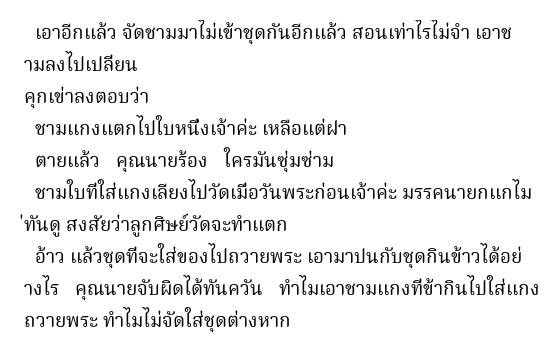 เอาอีกแล้ว จัดชามมาไม่เข้าชุดกันอีกแล้ว สอนเท่าไรไม่จำ เอาช
ามลงไปเปลี่ยน
คุกเข่าลงตอบว่า
ชามแกงแตกไปใบหนึ่งเจ้าค่ะ เหลือแต่ฝา
ตายแล้ว คุณนายร้อง ใครมันซุ่มซ่าม
ชามใบที่ใส่แกงเลียงไปวัดเมื่อวันพระก่อนเจ้าค่ะ มรรคนายกแกไม
่ทันดู สงสัยว่าลูกศิษย์วัดจะทำแตก
อ้าว แล้วชุดที่จะใส่ของไปถวายพระ เอามาปนกับชุดกินข้าวได้อย่
างไร คุณนายจับผิดได้ทันควัน ทำไมเอาชามแกงที่ข้ากินไปใส่แกง
ถวายพระ ทำไมไม่จัดใส่ชุดต่างหาก